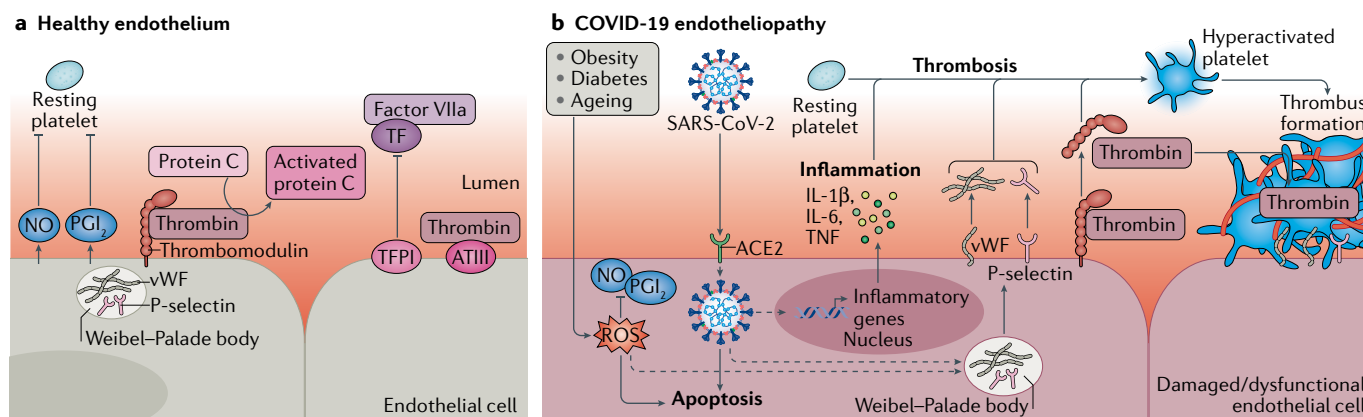 a Healthy endothelium
Resting
platelet
Factor VIIa
TF
Protein C
Activated
protein C
Lumen
NO
PGI₂
Thrombin
Thrombomodulin
Thrombin
TFPI
ATIII
vWF
P-selectin
Weibel–Palade body
Endothelial cell
b COVID-19 endotheliopathy
• Obesity
• Diabetes
• Ageing
SARS-CoV-2
Resting
platelet
Thrombosis
Hyperactivated
platelet
Thrombus
formation
Inflammation
IL-1β,
IL-6,
TNF
Thrombin
Thrombin
Thrombin
ACE2
vWF
P-selectin
NO
PGI₂
ROS
Inflammatory
genes
Nucleus
Apoptosis
Weibel–Palade body
Damaged/dysfunctional
endothelial cell